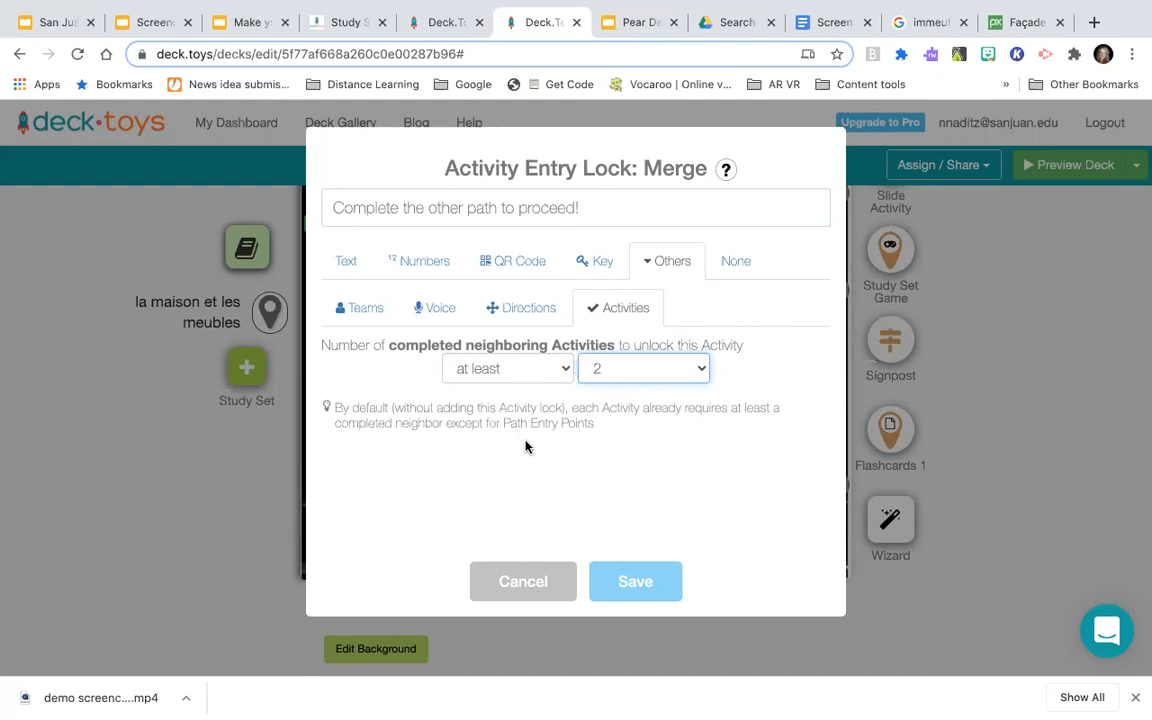 San Ju
Screen
Make y
Study S
Deck.T
Deck.To
Pear De
Search
Screen
immeul
Façade
deck.toys/decks/edit/5f77af668a260c0e00287b96#
Apps
Bookmarks
News idea submis...
Distance Learning
Google
Get Code
Vocaroo | Online v...
AR VR
Content tools
»
Other Bookmarks
deck•toys
My Dashboard
Deck Gallery
Blog
Help
Upgrade to Pro
nnaditz@sanjuan.edu
Logout
Assign / Share
Preview Deck
Activity Entry Lock: Merge ?
Complete the other path to proceed!
Text
12 Numbers
QR Code
Key
Others
None
Teams
Voice
Directions
Activities
Number of completed neighboring Activities to unlock this Activity
at least
2
By default (without adding this Activity lock), each Activity already requires at least a
completed neighbor except for Path Entry Points
Cancel
Save
la maison et les
meubles
Study Set
Slide
Activity
Study Set
Game
Signpost
Flashcards 1
Wizard
Edit Background
demo screenc....mp4
Show All